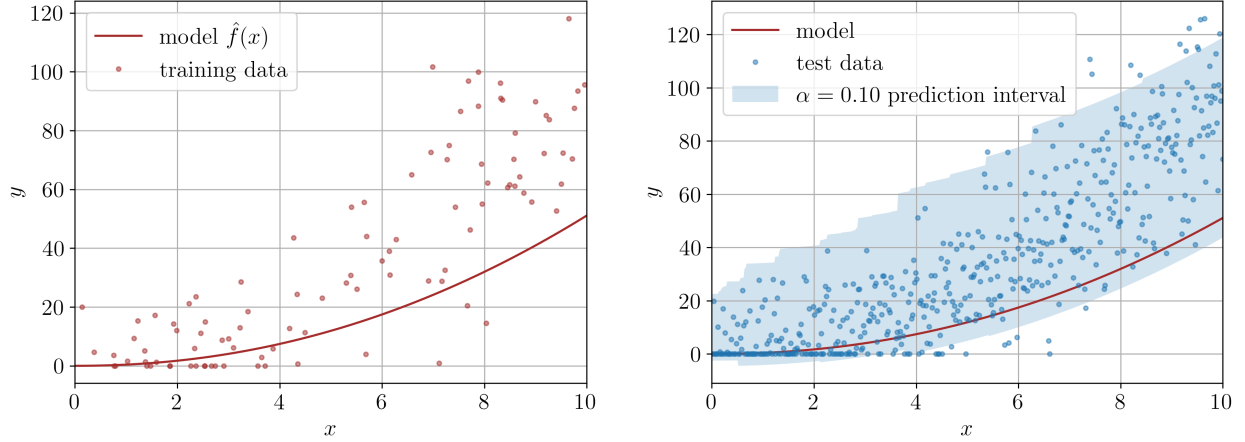 120
100
80
60
40
20
0
0 2 4 6 8 10
x
y
model f̂(x)
training data
120
100
80
60
40
20
0
0 2 4 6 8 10
x
y
model
test data
α = 0.10 prediction interval